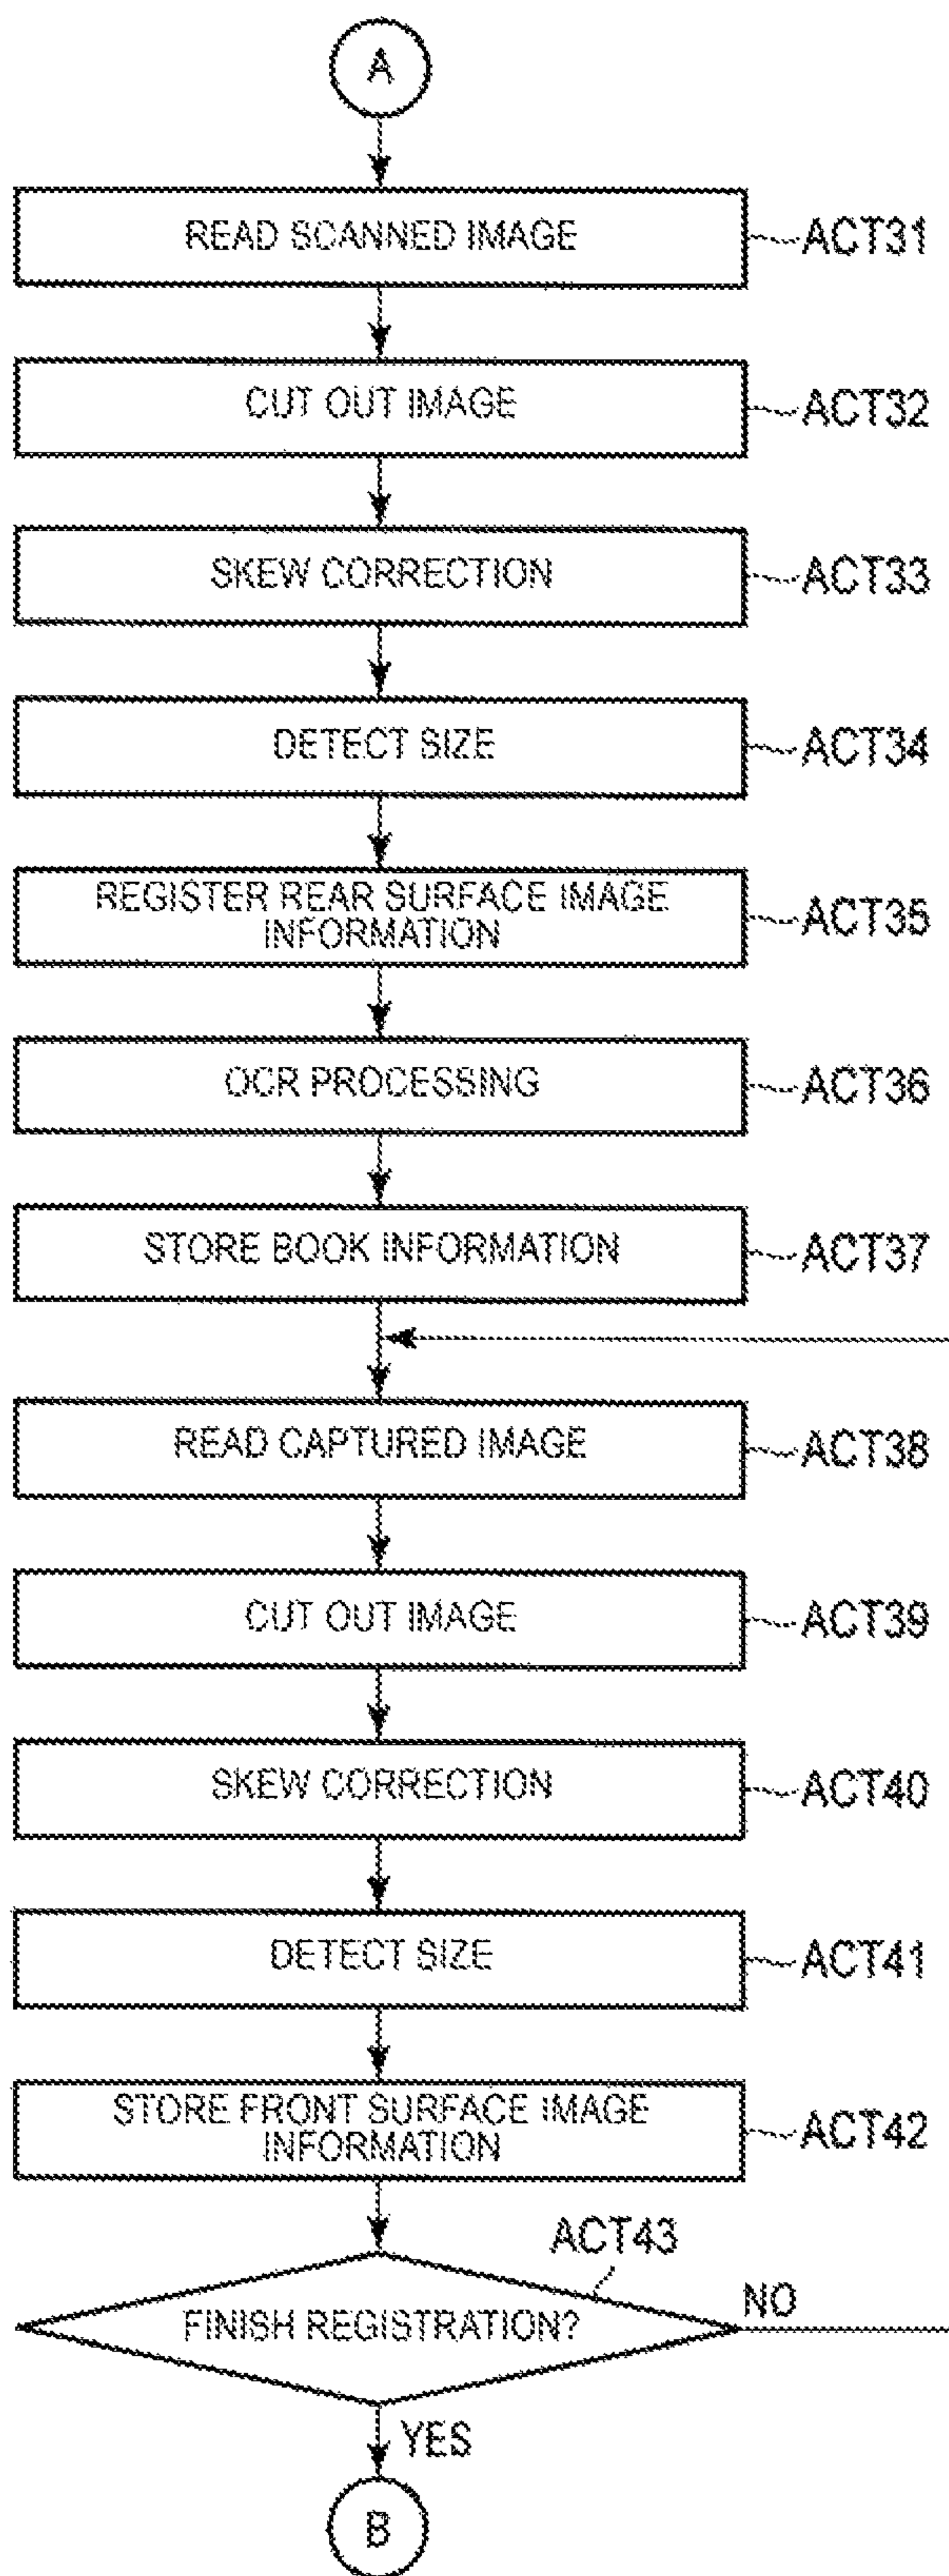 A
READ SCANNED IMAGE
ACT31
CUT OUT IMAGE
ACT32
SKEW CORRECTION
ACT33
DETECT SIZE
ACT34
REGISTER REAR SURFACE IMAGE
INFORMATION
ACT35
OCR PROCESSING
ACT36
STORE BOOK INFORMATION
ACT37
READ CAPTURED IMAGE
ACT38
CUT OUT IMAGE
ACT39
SKEW CORRECTION
ACT40
DETECT SIZE
ACT41
STORE FRONT SURFACE IMAGE
INFORMATION
ACT42
ACT43
FINISH REGISTRATION?
NO
YES
B